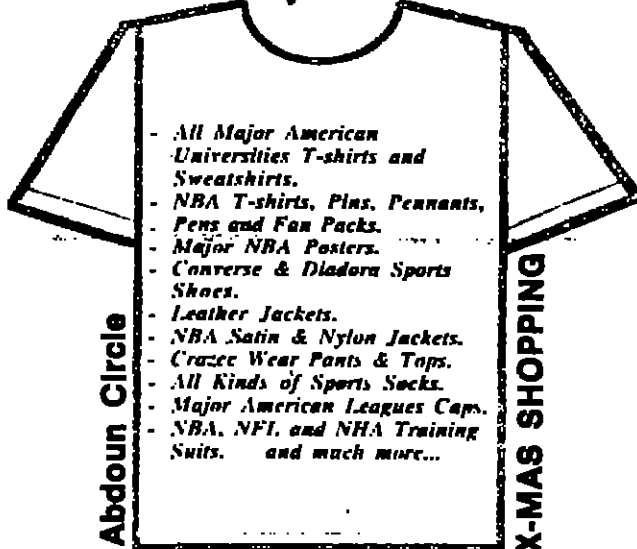 - All Major American
Universities T-shirts and
Sweatshirts.
- NBA T-shirts, Pins, Pennants,
- Pens and Fan Packs.
- Major NBA Posters.
- Converse & Diadora Sports
Shoes.
- Leather Jackets.
- NBA Satin & Nylon Jackets.
- Crazee Wear Pants & Tops.
- All Kinds of Sports Socks.
- Major American Leagues Caps.
- NBA, NFL and NHA Training
Suits. and much more...
Abdoun Circle
X-MAS SHOPPING